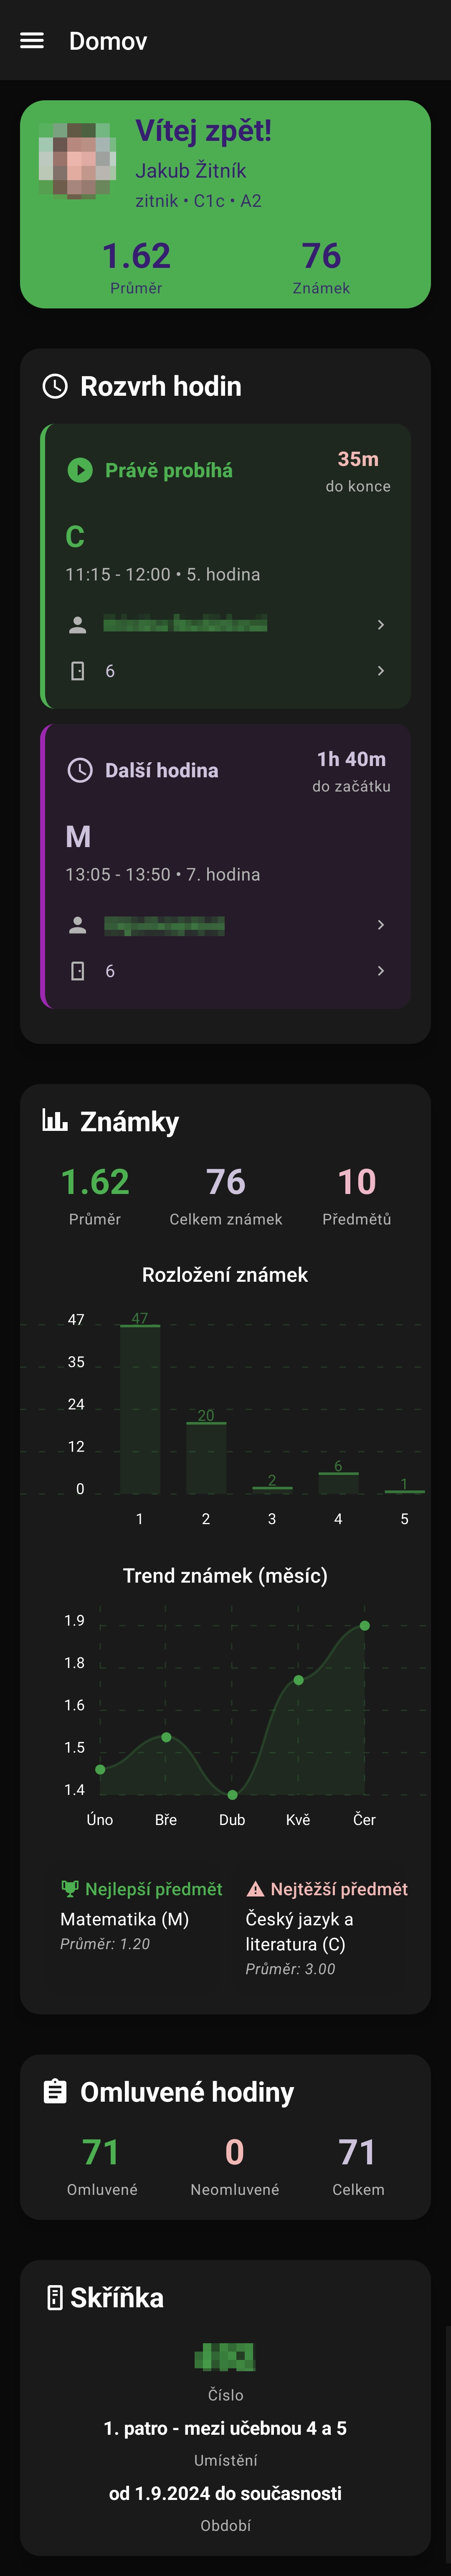 Domov
Vítej zpět!
Jakub Žitník
zitnik • C1c • A2
1.62 76
Průměr Známek
Rozvrh hodin
Právě probíhá 35m
do konce
C
11:15 - 12:00 • 5. hodina
6
Další hodina 1h 40m
do začátku
M
13:05 - 13:50 • 7. hodina
6
Známky
1.62 76 10
Průměr Celkem známek Předmětů
Rozložení známek
47 47
35
24 20
12 6
2 1
0
1 2 3 4 5
Trend známek (měsíc)
1.9
1.8
1.6
1.5
1.4
Úno Bře Dub Kvě Čer
Nejlepší předmět
Matematika (M)
Průměr: 1.20
Nejtěžší předmět
Český jazyk a
literatura (C)
Průměr: 3.00
Omluvené hodiny
71 0 71
Omluvené Neomluvené Celkem
Skříňka
Číslo
1. patro - mezi učebnou 4 a 5
Umístění
od 1.9.2024 do současnosti
Období